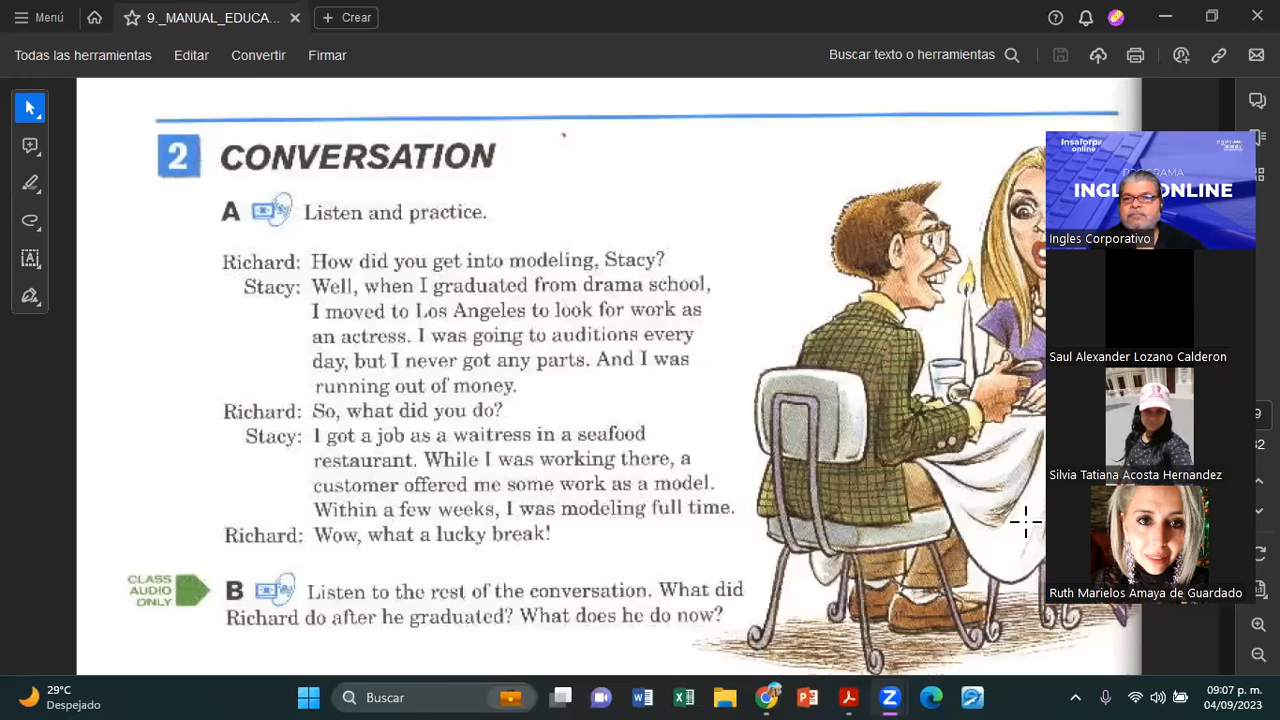 Menú
9._MANUAL_EDUCA...
Crear
Todas las herramientas
Editar
Convertir
Firmar
Buscar texto o herramientas
2 CONVERSATION
A Listen and practice.
Richard: How did you get into modeling, Stacy?
Stacy: Well, when I graduated from drama school,
I moved to Los Angeles to look for work as
an actress. I was going to auditions every
day, but I never got any parts. And I was
running out of money.
Richard: So, what did you do?
Stacy: I got a job as a waitress in a seafood
restaurant. While I was working there, a
customer offered me some work as a model.
Within a few weeks, I was modeling full time.
Richard: Wow, what a lucky break!
CLASS
AUDIO
ONLY
B Listen to the rest of the conversation. What did
Richard do after he graduated? What does he do now?
Insaforp
online
PROGRAMA
INGL ONLINE
Ingles Corporativo
Saul Alexander Lozano Calderon
Silvia Tatiana Acosta Hernandez
Ruth Marielos Amaya de Guardado
9
32
29°C
Despejado
Buscar
09:07 p. m.
04/09/2023